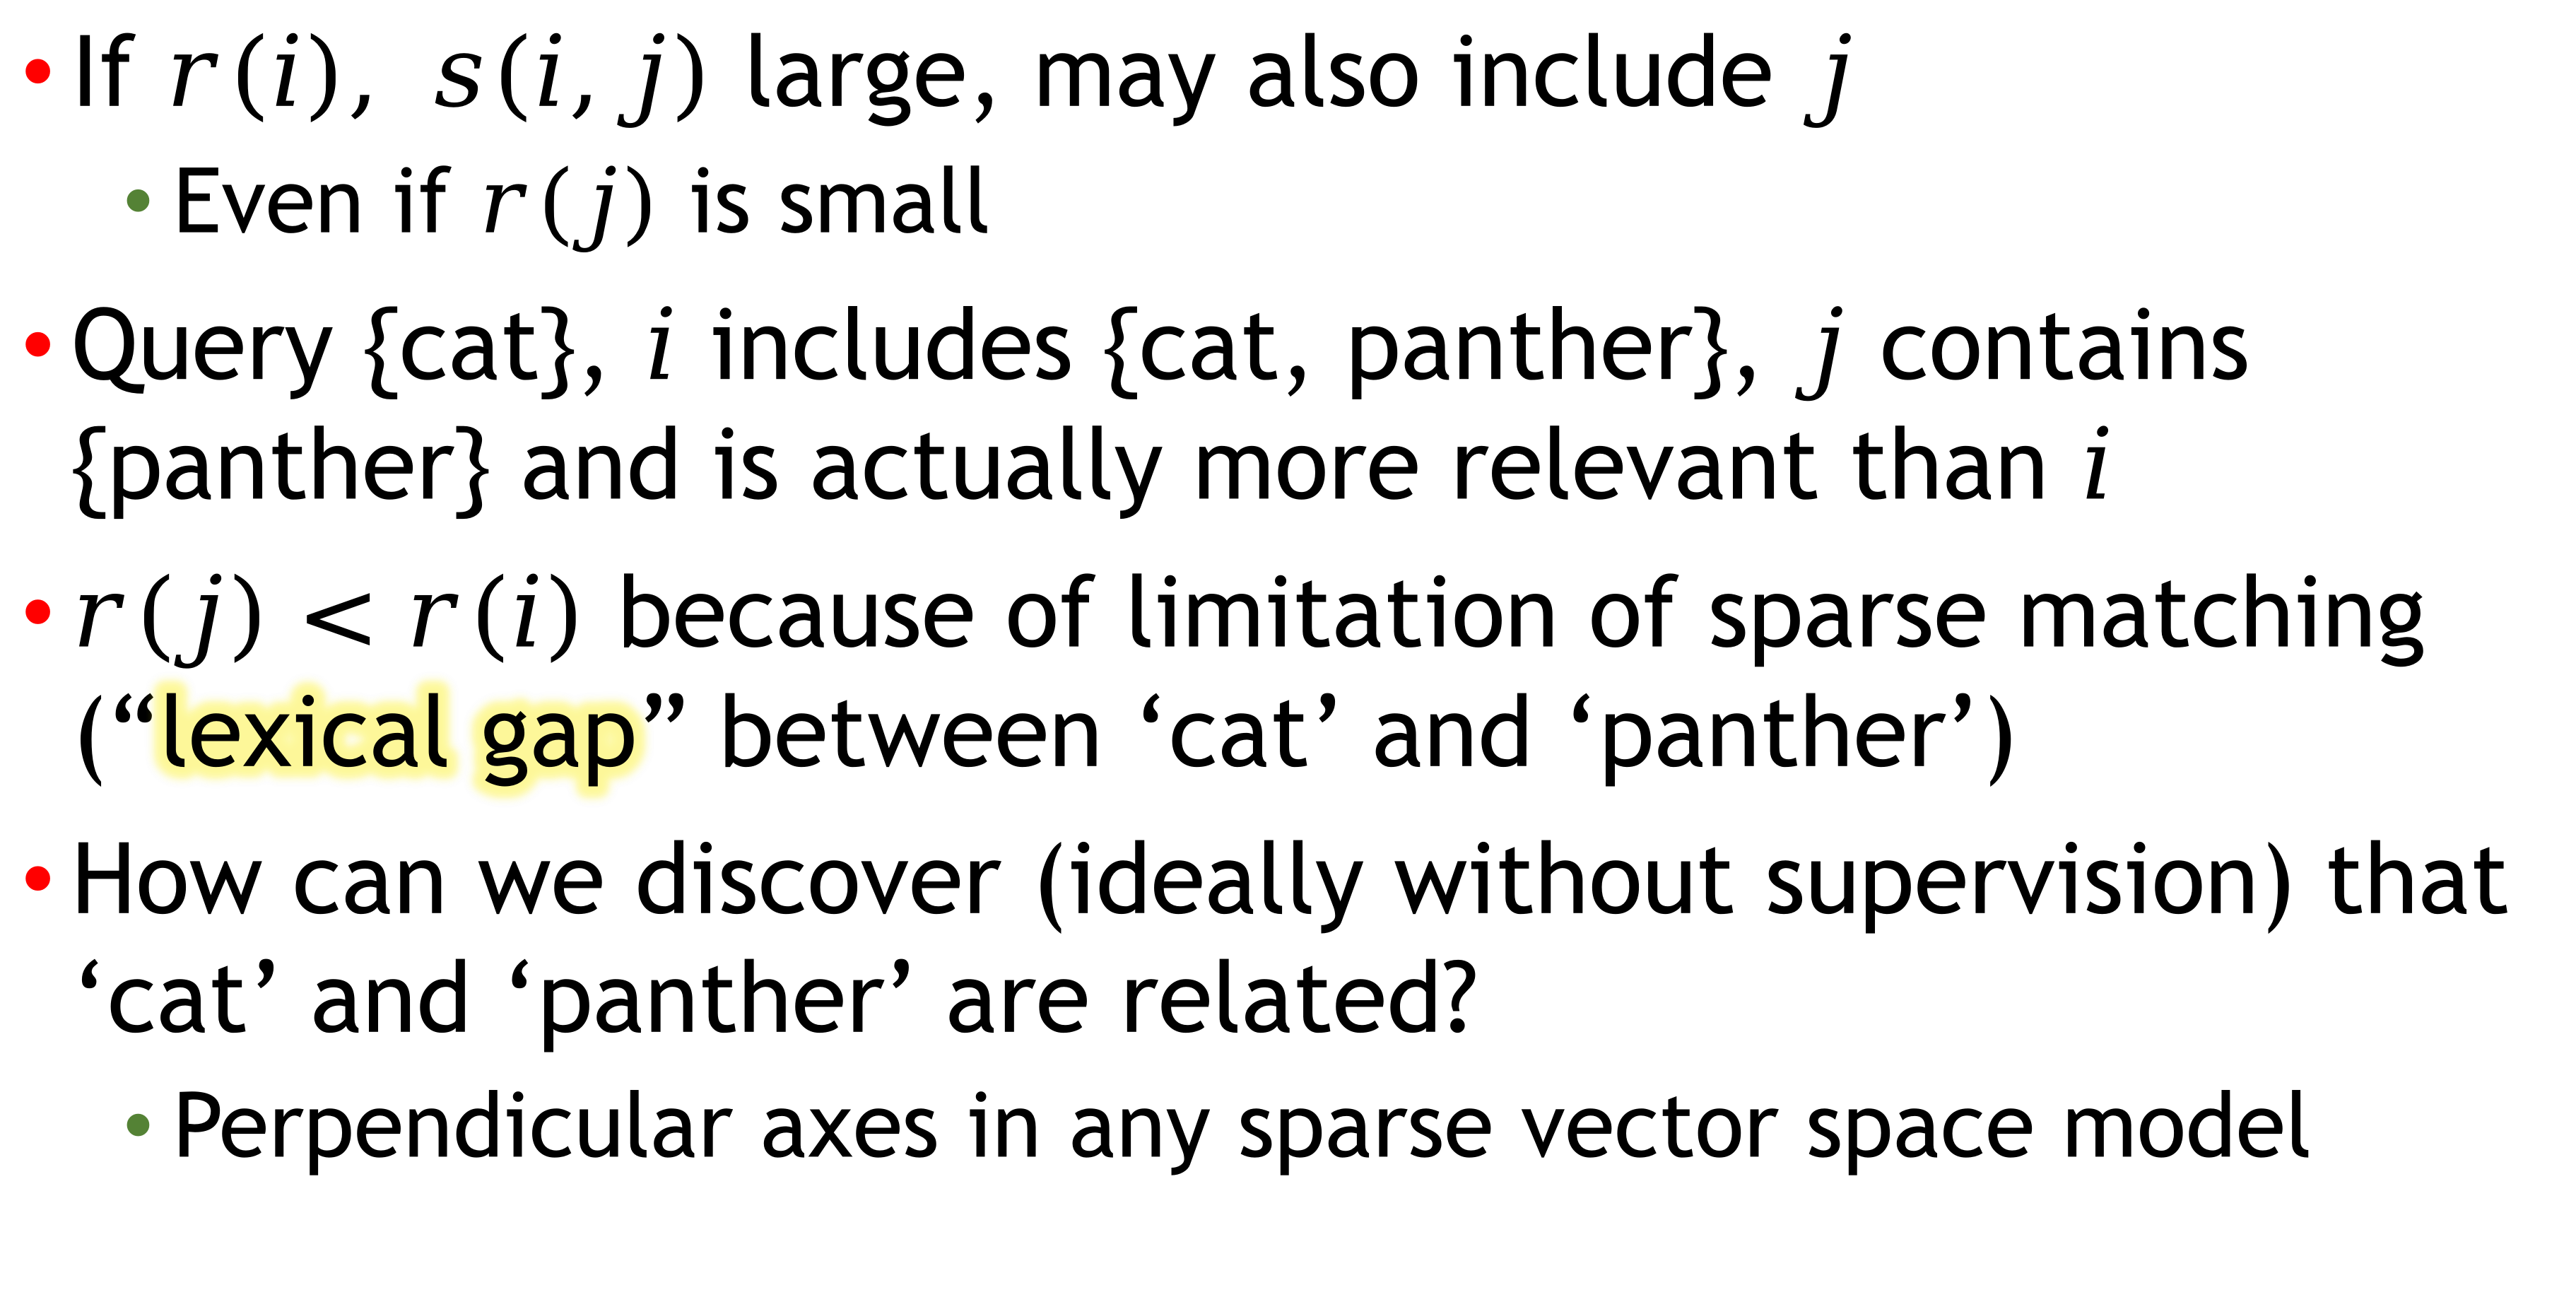 • If r(i), s(i, j) large, may also include j
• Even if r(j) is small
• Query {cat}, i includes {cat, panther}, j contains
{panther} and is actually more relevant than i
• r(j) < r(i) because of limitation of sparse matching
(“lexical gap” between ‘cat’ and ‘panther’)
• How can we discover (ideally without supervision) that
‘cat’ and ‘panther’ are related?
• Perpendicular axes in any sparse vector space model